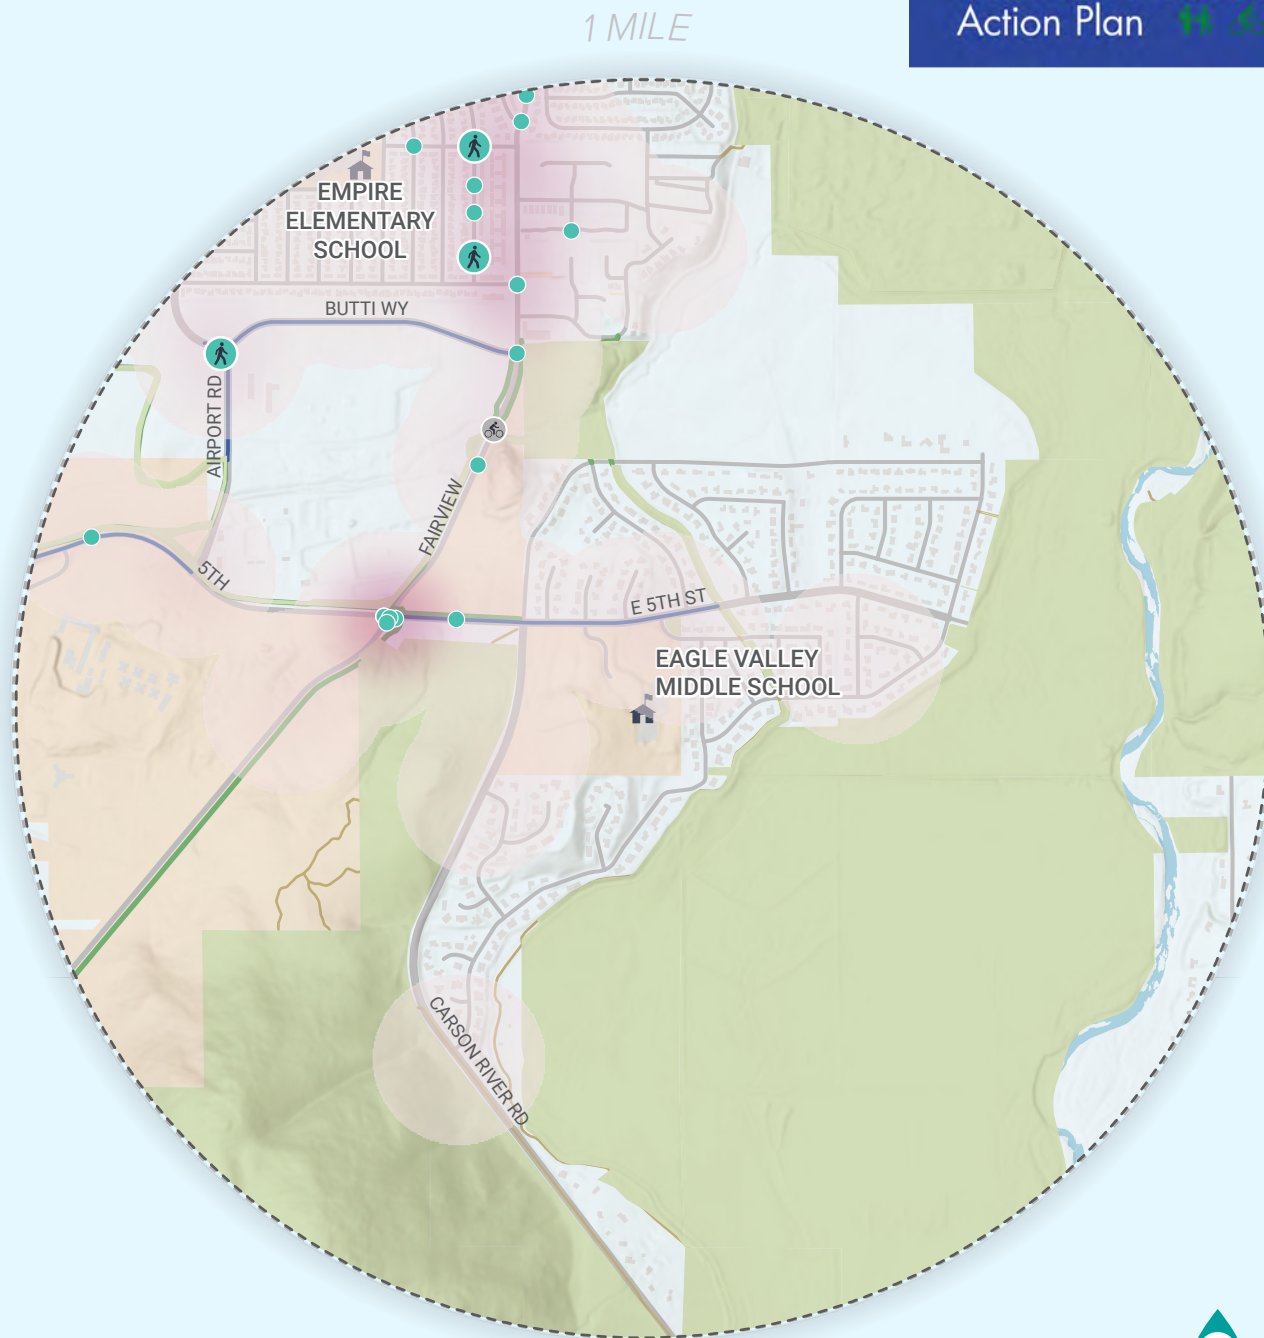 1 MILE
Action Plan
EMPIRE
ELEMENTARY
SCHOOL
BUTTI WY
AIRPORT RD
FAIRVIEW
5TH
E 5TH ST
EAGLE VALLEY
MIDDLE SCHOOL
CARSON RIVER RD